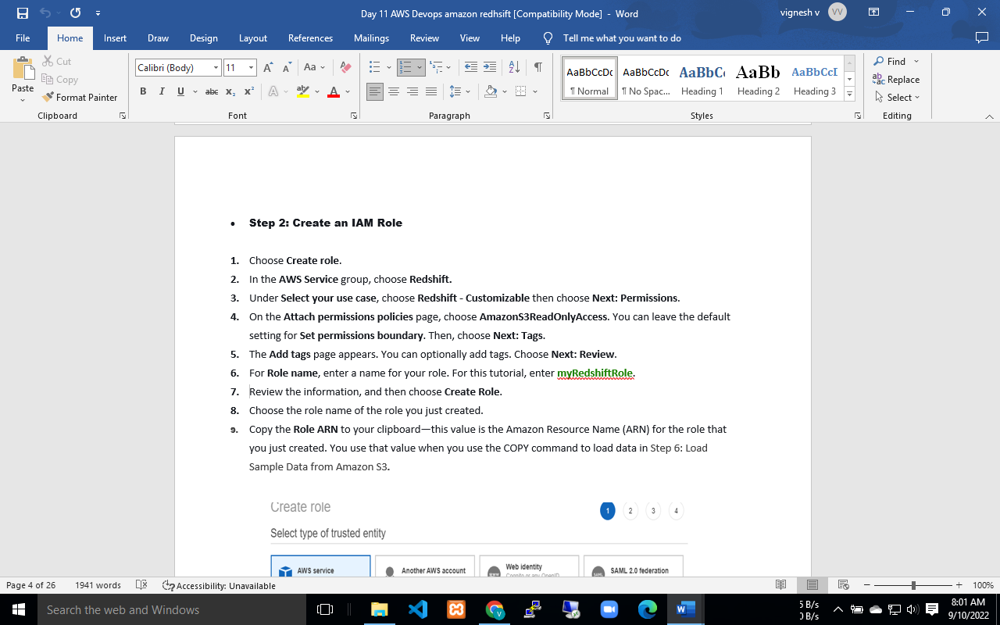 Day 11 AWS Devops amazon redhsift [Compatibility Mode] - Word
vignesh v
VV
File Home Insert Draw Design Layout References Mailings Review View Help Tell me what you want to do
Paste
Cut
Copy
Format Painter
Clipboard
Calibri (Body) 11
Font
Paragraph
AaBbCcDc AaBbCcDc AaBbC AaBb AaBbCcI
¶ Normal ¶ No Spac... Heading 1 Heading 2 Heading 3
Styles
Find
Replace
Select
Editing
• Step 2: Create an IAM Role
1. Choose Create role.
2. In the AWS Service group, choose Redshift.
3. Under Select your use case, choose Redshift - Customizable then choose Next: Permissions.
4. On the Attach permissions policies page, choose AmazonS3ReadOnlyAccess. You can leave the default
setting for Set permissions boundary. Then, choose Next: Tags.
5. The Add tags page appears. You can optionally add tags. Choose Next: Review.
6. For Role name, enter a name for your role. For this tutorial, enter myRedshiftRole.
7. Review the information, and then choose Create Role.
8. Choose the role name of the role you just created.
9. Copy the Role ARN to your clipboard—this value is the Amazon Resource Name (ARN) for the role that
you just created. You use that value when you use the COPY command to load data in Step 6: Load
Sample Data from Amazon S3.
Create role
1 2 3 4
Select type of trusted entity
AWS service
Another AWS account
Web identity
Cognito or any OpenID
SAML 2.0 federation
Page 4 of 26 1941 words Accessibility: Unavailable 100%
Search the web and Windows
5 B/s
0 B/s
8:01 AM
9/10/2022